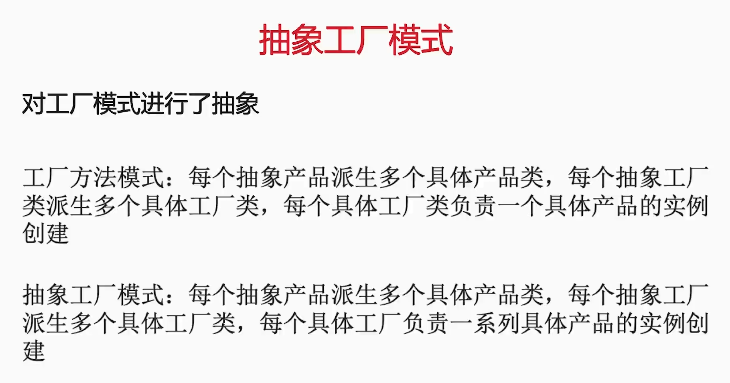 抽象工厂模式
对工厂模式进行了抽象
工厂方法模式：每个抽象产品派生多个具体产品类，每个抽象工厂
类派生多个具体工厂类，每个具体工厂类负责一个具体产品的实例
创建
抽象工厂模式：每个抽象产品派生多个具体产品类，每个抽象工厂
派生多个具体工厂类，每个具体工厂负责一系列具体产品的实例创
建